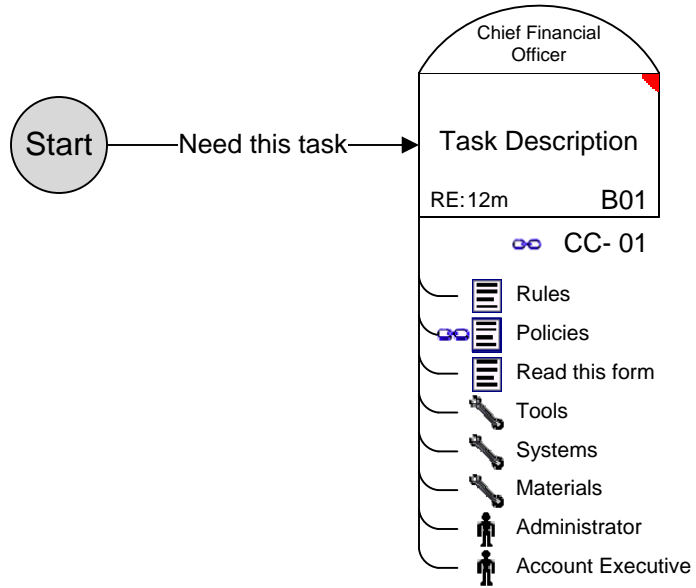 Chief Financial
Officer
Start
Need this task
Task Description
RE: 12m
B01
CC- 01
Rules
Policies
Read this form
Tools
Systems
Materials
Administrator
Account Executive